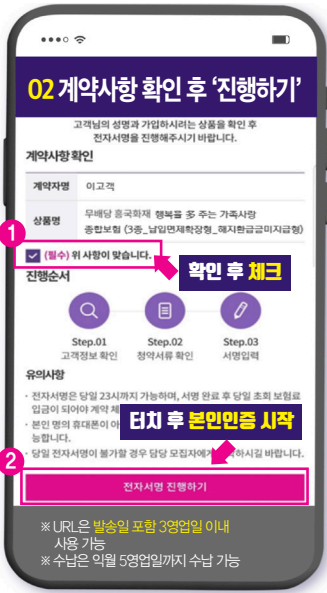 02 계약사항 확인 후 ‘진행하기’
고객님의 성명과 가입하시려는 상품을 확인 후
전자서명을 진행해주시기 바랍니다.
계약사항 확인
계약자명 이고객
상품명 무배당 흥국화재 행복을 多 주는 가족사랑
종합보험 (3종_납입면제확장형_해지환급금미지급형)
1
(필수) 위 사항이 맞습니다.
확인 후 체크
진행순서
Step.01 Step.02 Step.03
고객정보 확인 청약서류 확인 서명입력
유의사항
· 전자서명은 당일 23시까지 가능하며, 서명 완료 후 당일 초회 보험료
입금이 되어야 계약 체
· 본인 명의 휴대폰이 아
능합니다.
터치 후 본인인증 시작
· 당일 전자서명이 불가할 경우 담당 모집자에게 하시길 바랍니다.
2
전자서명 진행하기
※ URL은 발송일 포함 3영업일 이내
사용 가능
※ 수납은 익월 5영업일까지 수납 가능